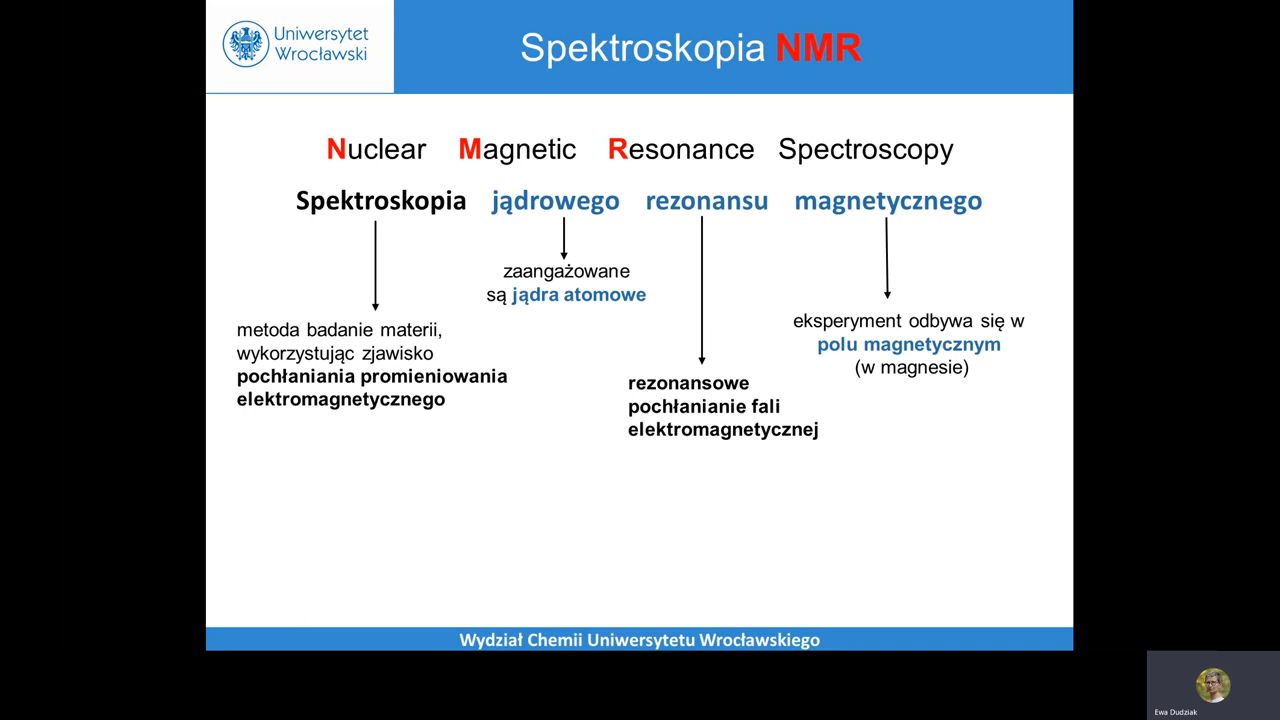 Uniwersytet
Wrocławski
Spektroskopia NMR
Nuclear Magnetic Resonance Spectroscopy
Spektroskopia jądrowego rezonansu magnetycznego
zaangażowane
są jądra atomowe
metoda badanie materii,
wykorzystując zjawisko
pochłaniania promieniowania
elektromagnetycznego
rezonansowe
pochłanianie fali
elektromagnetycznej
eksperyment odbywa się w
polu magnetycznym
(w magnesie)
Wydział Chemii Uniwersytetu Wrocławskiego
Ewa Dudziak